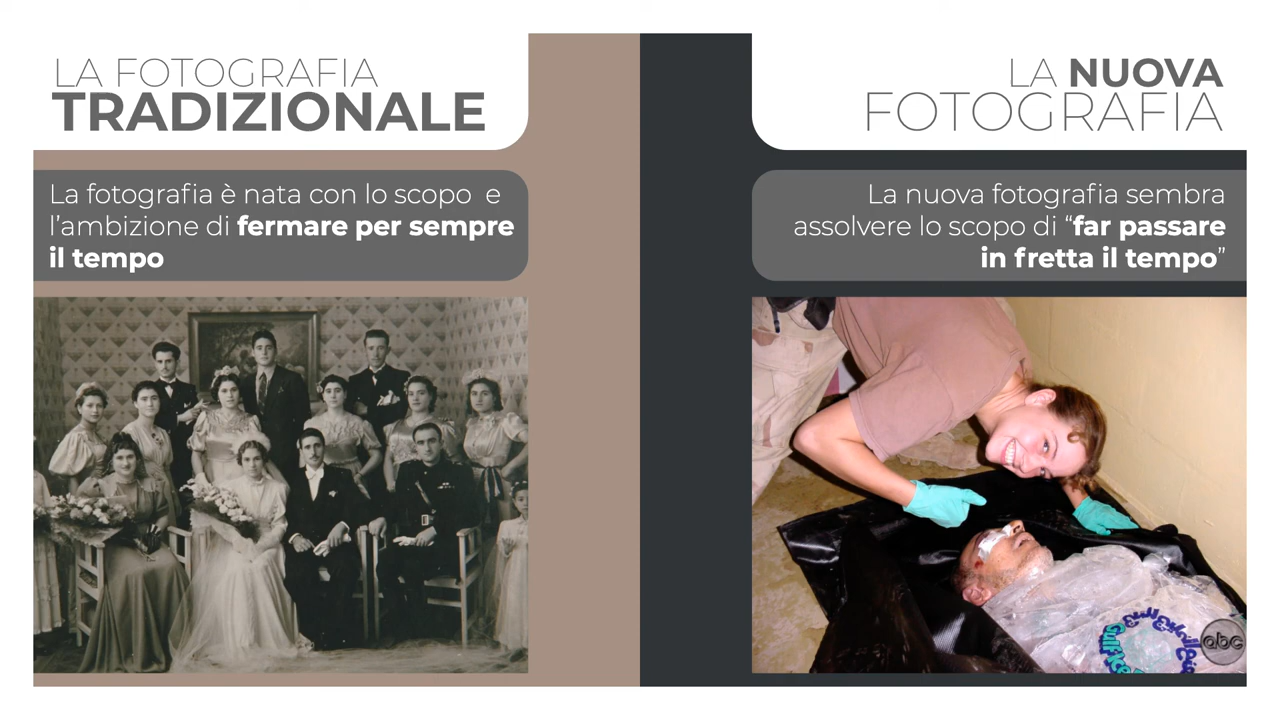 LA FOTOGRAFIA
TRADIZIONALE
La fotografia è nata con lo scopo e
l'ambizione di fermare per sempre
il tempo
LA NUOVA
FOTOGRAFIA
La nuova fotografia sembra
assolvere lo scopo di “far passare
in fretta il tempo”
abc